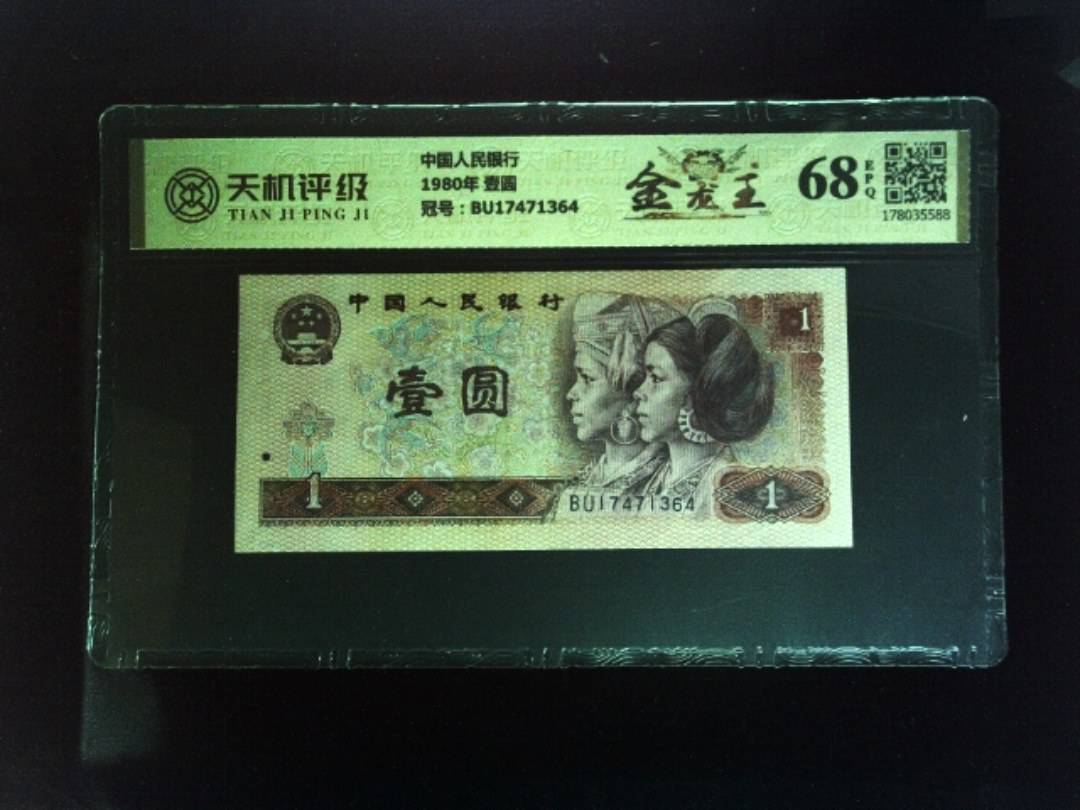 天机评级
TIAN JI PING JI
中国人民银行
1980年 壹圆
冠号：BU17471364
金龙王
68
EPQ
178035588
中国人民银行
壹圆
1
1
BU17471364
1